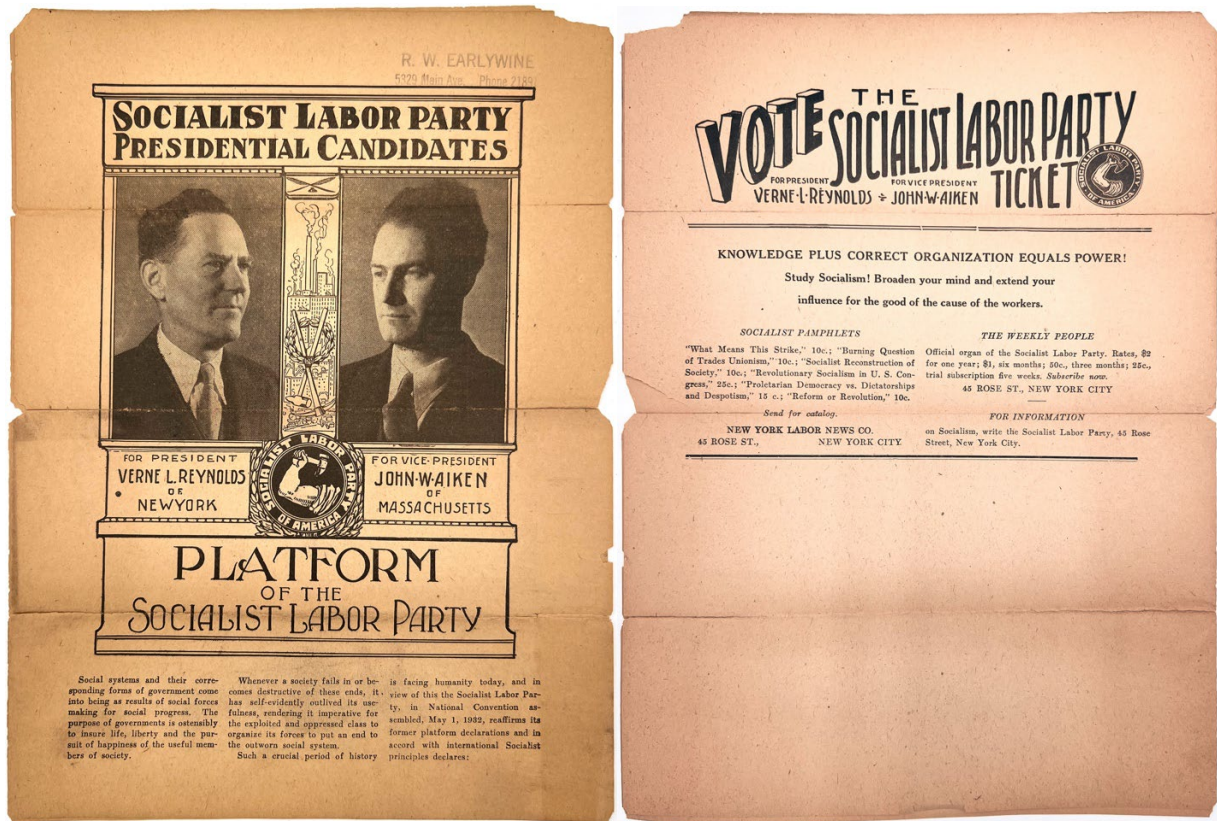 R. W. EARLYWINE
5329 Main Ave. Phone 2189
SOCIALIST LABOR PARTY
PRESIDENTIAL CANDIDATES
FOR PRESIDENT
VERNE L. REYNOLDS
OF
NEW YORK
SOCIALIST LABOR PARTY
OF AMERICA
FOR VICE-PRESIDENT
JOHN·W·AIKEN
OF
MASSACHUSETTS
PLATFORM
OF THE
SOCIALIST LABOR PARTY
Social systems and their corre-
sponding forms of government come
into being as results of social forces
making for social progress. The
purpose of governments is ostensibly
to insure life, liberty and the pur-
suit of happiness of the useful mem-
bers of society.
Whenever a society fails in or be-
comes destructive of these ends, it
has self-evidently outlived its use-
fulness, rendering it imperative for
the exploited and oppressed class to
organize its forces to put an end to
the outworn social system.
Such a crucial period of history
is facing humanity today, and in
view of this the Socialist Labor Par-
ty, in National Convention as-
sembled, May 1, 1932, reaffirms its
former platform declarations and in
accord with international Socialist
principles declares:
VOTE THE SOCIALIST LABOR PARTY
TICKET
FOR PRESIDENT
VERNE·L·REYNOLDS
FOR VICE PRESIDENT
JOHN·W·AIKEN
SOCIALIST LABOR PARTY
OF AMERICA
KNOWLEDGE PLUS CORRECT ORGANIZATION EQUALS POWER!
Study Socialism! Broaden your mind and extend your
influence for the good of the cause of the workers.
SOCIALIST PAMPHLETS
"What Means This Strike," 10c.; "Burning Question
of Trades Unionism," 10c.; "Socialist Reconstruction of
Society," 10c.; "Revolutionary Socialism in U. S. Con-
gress," 25c.; "Proletarian Democracy vs. Dictatorships
and Despotism," 15 c.; "Reform or Revolution," 10c.
Send for catalog.
NEW YORK LABOR NEWS CO.
45 ROSE ST., NEW YORK CITY
THE WEEKLY PEOPLE
Official organ of the Socialist Labor Party. Rates, $2
for one year; $1, six months; 50c., three months; 25c.,
trial subscription five weeks. Subscribe now.
45 ROSE ST., NEW YORK CITY
FOR INFORMATION
on Socialism, write the Socialist Labor Party, 45 Rose
Street, New York City.